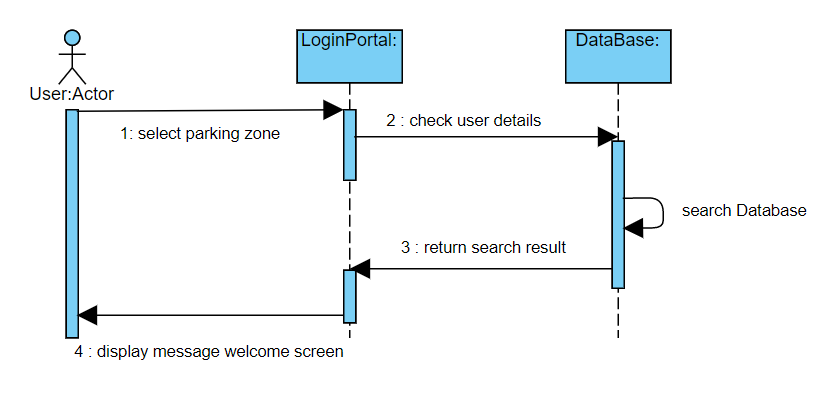 LoginPortal:
DataBase:
User:Actor
1: select parking zone
2 : check user details
search Database
3 : return search result
4 : display message welcome screen